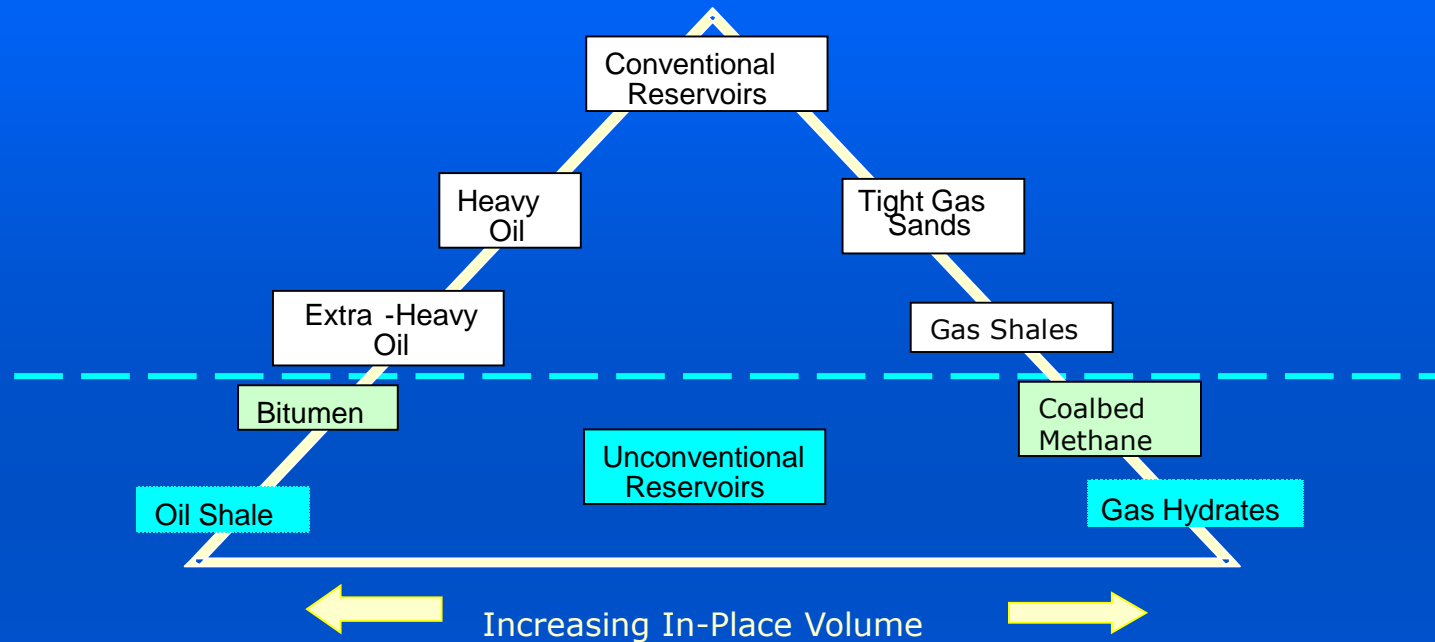 Conventional
Reservoirs
Heavy
Oil
Tight Gas
Sands
Extra -Heavy
Oil
Gas Shales
Bitumen
Coalbed
Methane
Unconventional
Reservoirs
Oil Shale
Gas Hydrates
Increasing In-Place Volume